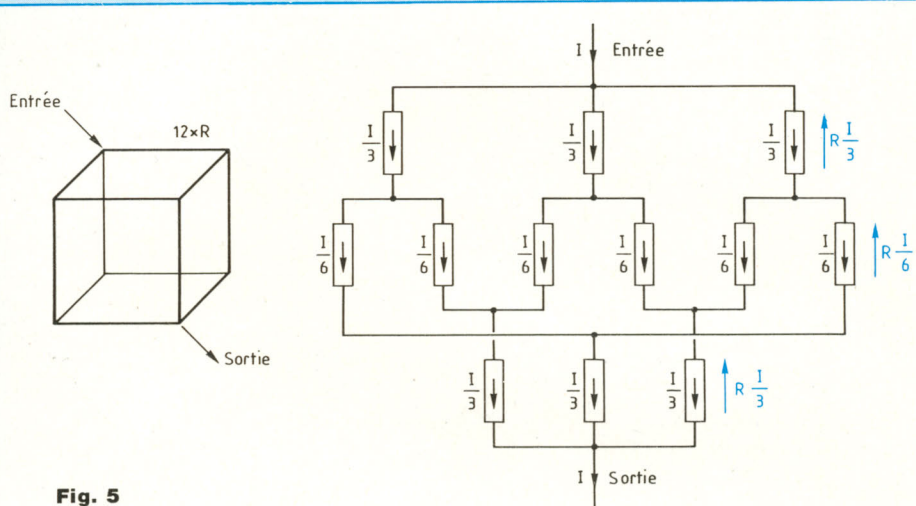 I Entrée
Entrée
12×R
I/3 I/3 I/3 R I/3
I/6 I/6 I/6 I/6 I/6 I/6 R I/6
Sortie
I/3 I/3 I/3 R I/3
I Sortie
Fig. 5